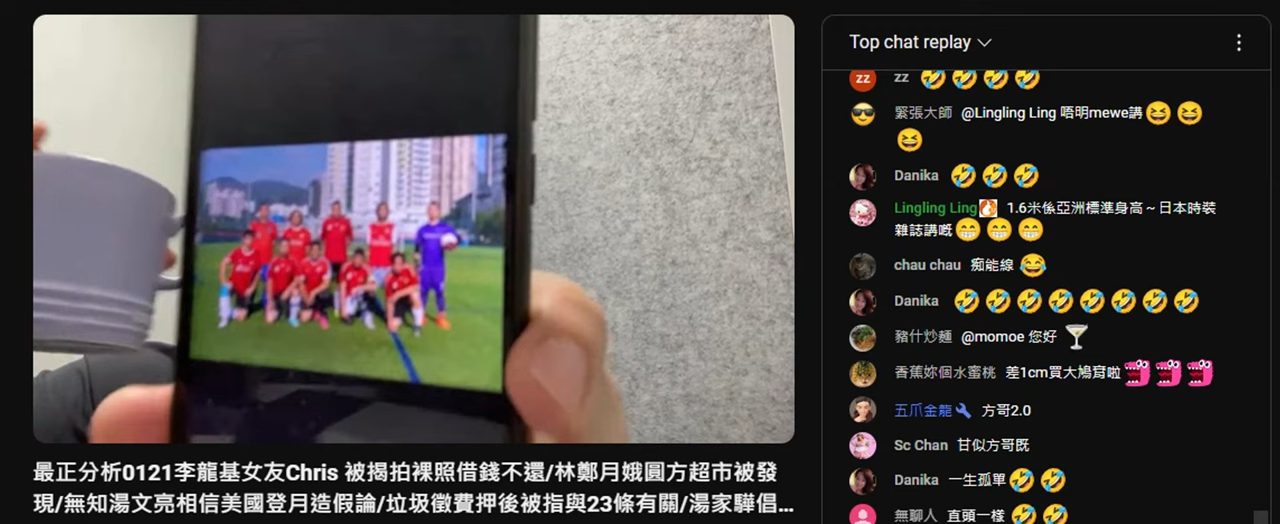 Top chat replay
ZZ zz
緊張大師 @Lingling Ling 唔明mewe講
Danika
Lingling Ling 1.6米係亞洲標準身高~日本時裝
雜誌講嘅
chau chau 痴能線
Danika
豬什炒麵 @momoe 您好
香蕉妳個水蜜桃 差1cm買大鳩窩啦
五爪金龍 方哥2.0
Sc Chan 甘似方哥既
Danika 一生孤單
無聊人 直頭一樣
最正分析0121李龍基女友Chris 被揭拍裸照借錢不還/林鄭月娥圓方超市被發
現/無知湯文亮相信美國登月造假論/垃圾徵費押後被指與23條有關/湯家驊倡...